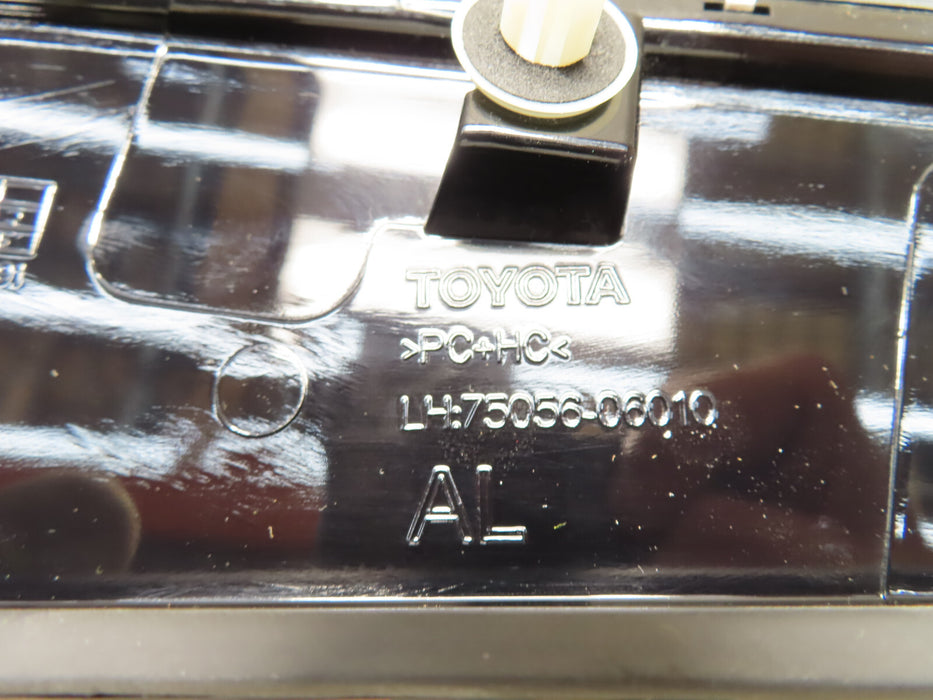 TOYOTA
>PC+HC<
LH:75056-06010
AL